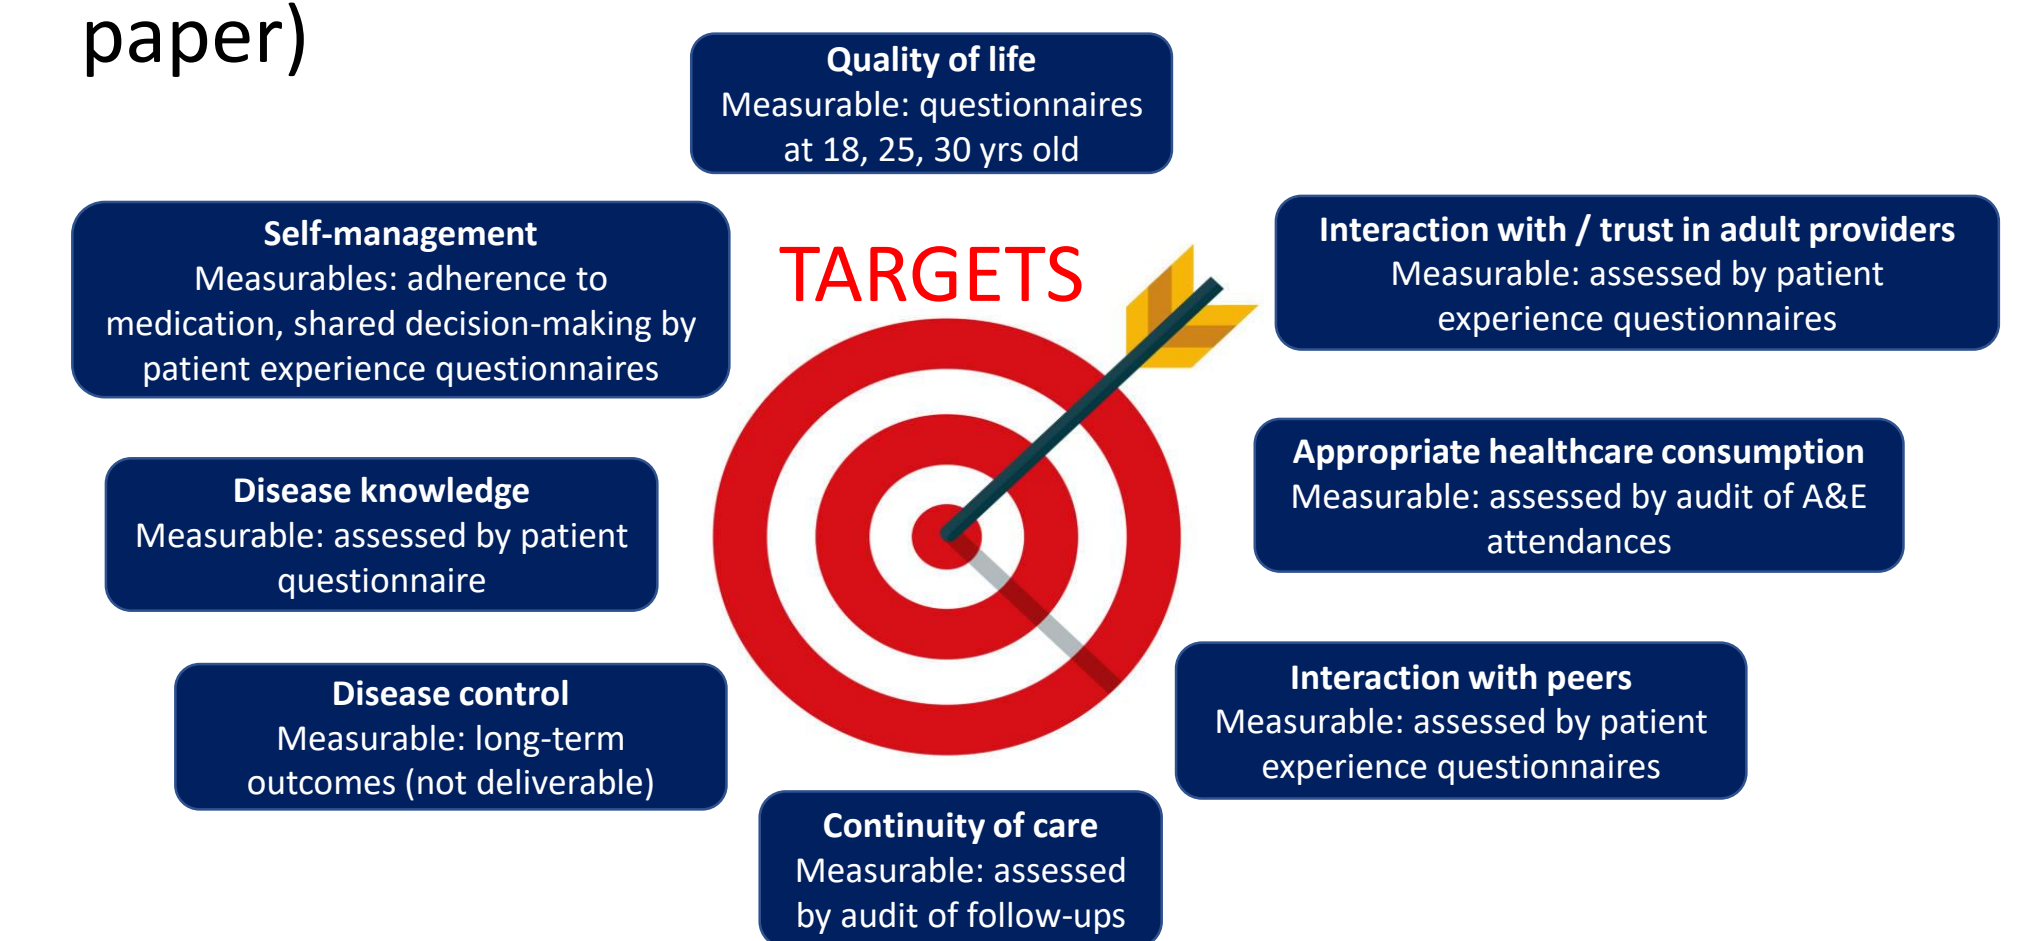 paper)
Quality of life
Measurable: questionnaires
at 18, 25, 30 yrs old
Self-management
Measurables: adherence to
medication, shared decision-making by
patient experience questionnaires
TARGETS
Interaction with / trust in adult providers
Measurable: assessed by patient
experience questionnaires
Disease knowledge
Measurable: assessed by patient
questionnaire
Appropriate healthcare consumption
Measurable: assessed by audit of A&E
attendances
Disease control
Measurable: long-term
outcomes (not deliverable)
Interaction with peers
Measurable: assessed by patient
experience questionnaires
Continuity of care
Measurable: assessed
by audit of follow-ups